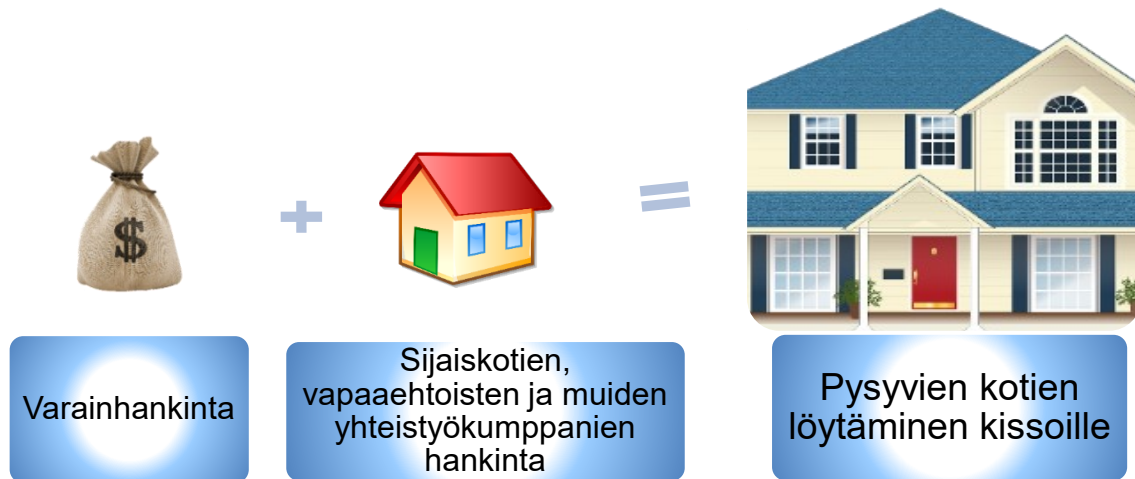 $
+
=
Varainhankinta
Sijaiskotien,
vapaaehtoisten ja muiden
yhteistyökumppanien
hankinta
Pysyvien kotien
löytäminen kissoille